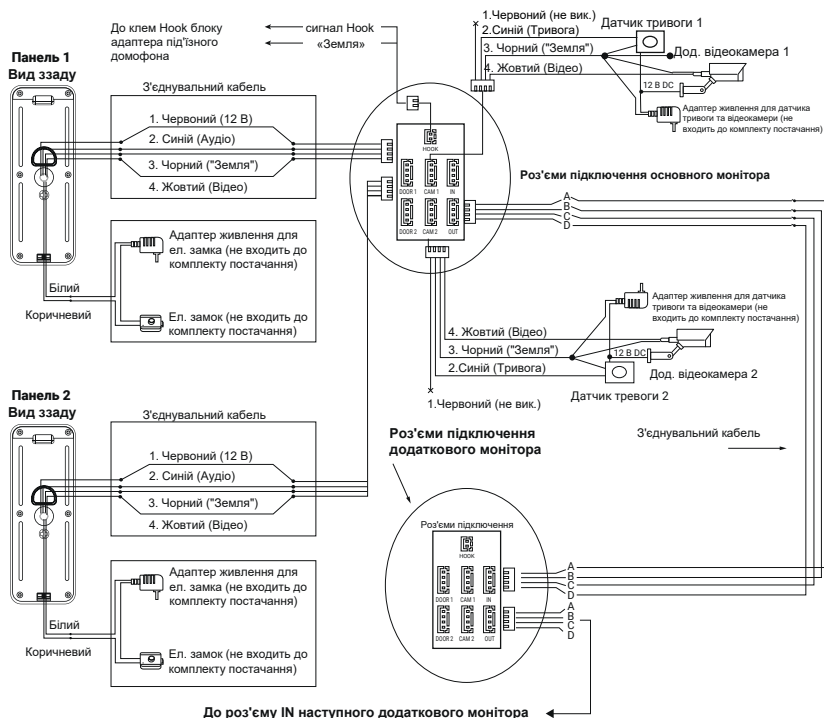 До клем Hook блоку
адаптера під'їзного
домофона
сигнал Hook
«Земля»
1.Червоний (не вик.)
2.Синій (Тривога)
3. Чорний ("Земля")
4. Жовтий (Відео)
Датчик тривоги 1
Дод. відеокамера 1
12 В DC
Адаптер живлення для датчика
тривоги та відеокамери (не
входить до комплекту постачання)
Панель 1
Вид ззаду
З'єднувальний кабель
1. Червоний (12 В)
2. Синій (Аудіо)
3. Чорний ("Земля")
4. Жовтий (Відео)
Адаптер живлення для
ел. замка (не входить до
комплекту постачання)
Білий
Коричневий
Ел. замок (не входить до
комплекту постачання)
HOOK
DOOR 1
CAM 1
IN
DOOR 2
CAM 2
OUT
Роз'єми підключення основного монітора
A
B
C
D
Адаптер живлення для датчика
тривоги та відеокамери (не
входить до комплекту постачання)
4. Жовтий (Відео)
3. Чорний ("Земля")
2.Синій (Тривога)
1.Червоний (не вик.)
12 В DC
Дод. відеокамера 2
Датчик тревоги 2
Панель 2
Вид ззаду
З'єднувальний кабель
1. Червоний (12 В)
2. Синій (Аудіо)
3. Чорний ("Земля")
4. Жовтий (Відео)
Адаптер живлення для
ел. замка (не входить до
комплекту постачання)
Білий
Коричневий
Ел. замок (не входить до
комплекту постачання)
Роз'єми підключення
додаткового монітора
З'єднувальний кабель
Роз'єми підключення
HOOK
DOOR 1
CAM 1
IN
DOOR 2
CAM 2
OUT
A
B
C
D
A
B
C
D
До роз'єму IN наступного додаткового монітора